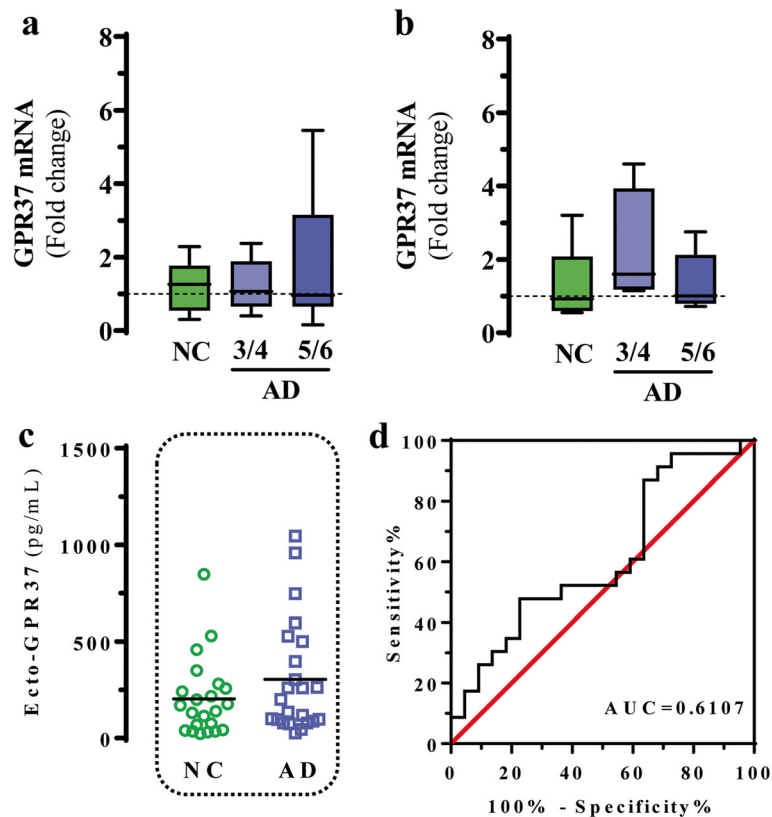 a
GPR37 mRNA
(Fold change)
8
6
4
2
0
NC
3/4
5/6
AD
b
GPR37 mRNA
(Fold change)
8
6
4
2
0
NC
3/4
5/6
AD
c
Ecto-GPR37 (pg/mL)
1500
1000
500
0
NC
AD
d
Sensitivity%
100
80
60
40
20
0
AUC=0.6107
0
20
40
60
80
100
100% - Specificity%